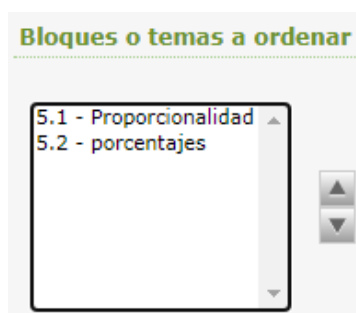 Bloques o temas a ordenar
5.1 - Proporcionalidad
5.2 - porcentajes